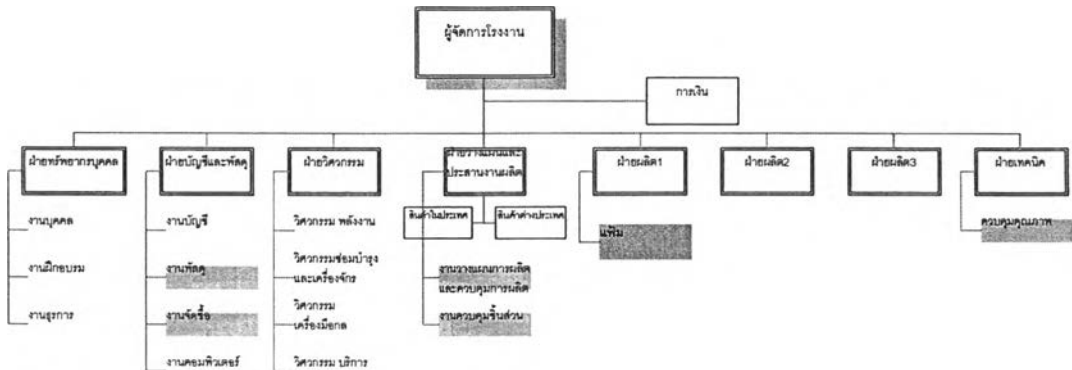 ผู้จัดการโรงงาน
การเงิน
ฝ่ายทรัพยากรบุคคล
ฝ่ายบัญชีและพัสดุ
ฝ่ายวิศวกรรม
ฝ่ายวางแผนและ
ประสานงานผลิต
ฝ่ายผลิต1
ฝ่ายผลิต2
ฝ่ายผลิต3
ฝ่ายเทคนิค
งานบุคคล
งานฝึกอบรม
งานธุรการ
งานบัญชี
งานพัสดุ
งานจัดซื้อ
งานคอมพิวเตอร์
วิศวกรรม พลังงาน
วิศวกรรมซ่อมบำรุง
และเครื่องจักร
วิศวกรรม
เครื่องมือกล
วิศวกรรม บริการ
สินค้าในประเทศ
สินค้าต่างประเทศ
งานวางแผนการผลิต
และควบคุมการผลิต
งานควบคุมชิ้นส่วน
แฟ้ม
ควบคุมคุณภาพ